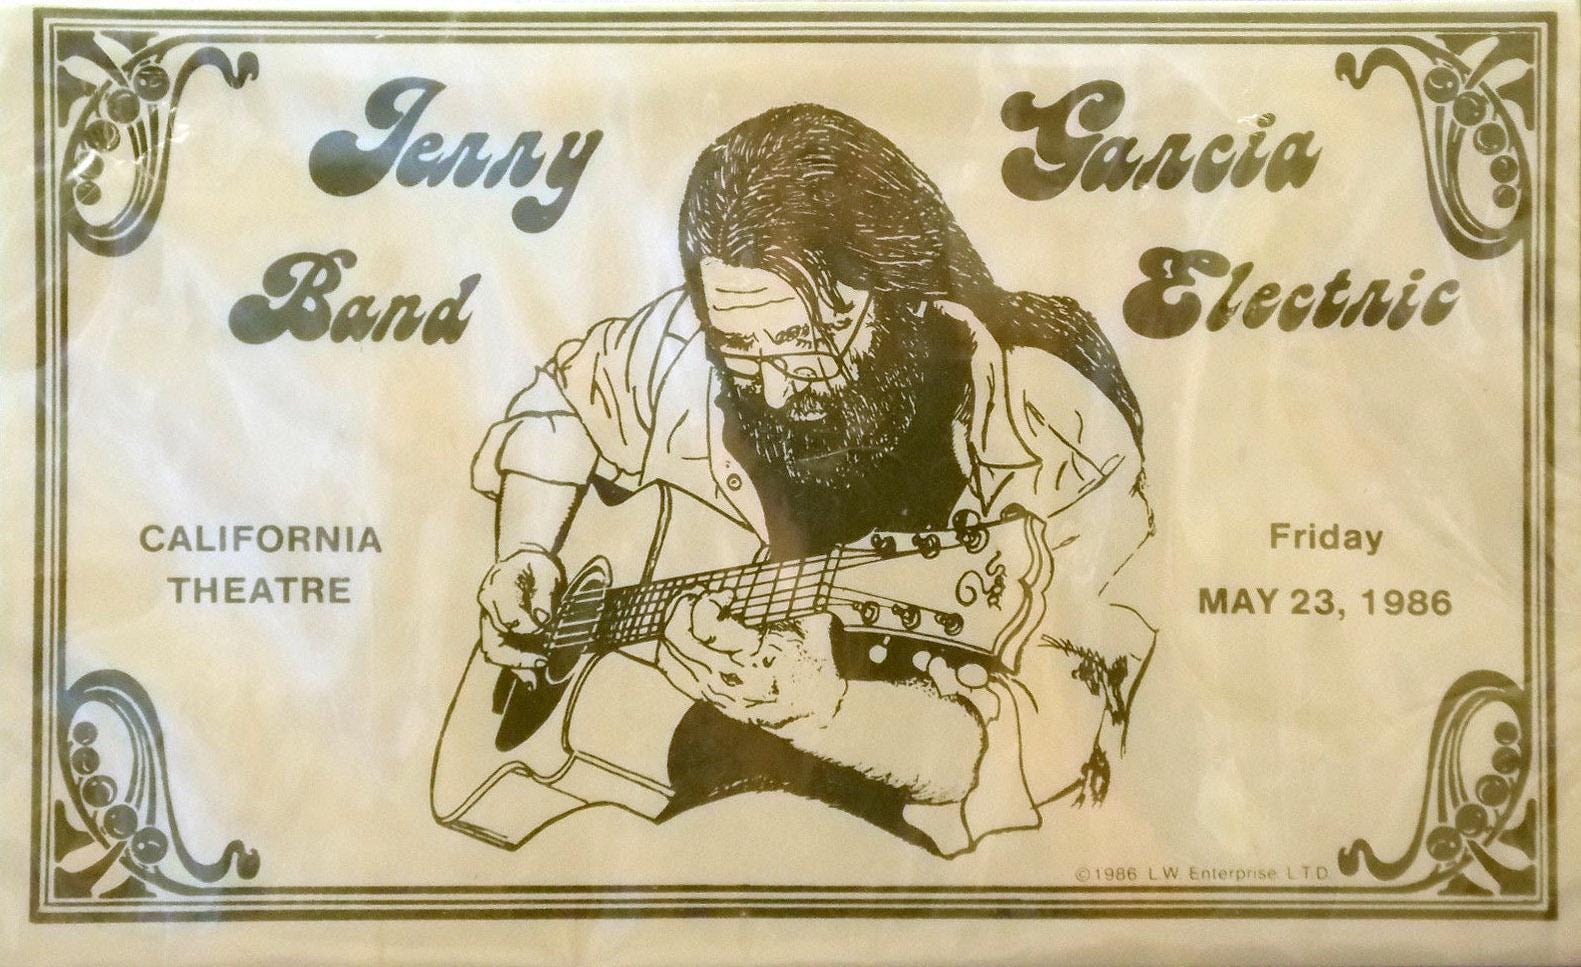 Jerry Garcia
Band Electric
CALIFORNIA
THEATRE
Friday
MAY 23, 1986
©1986 L.W. Enterprise L.T.D.